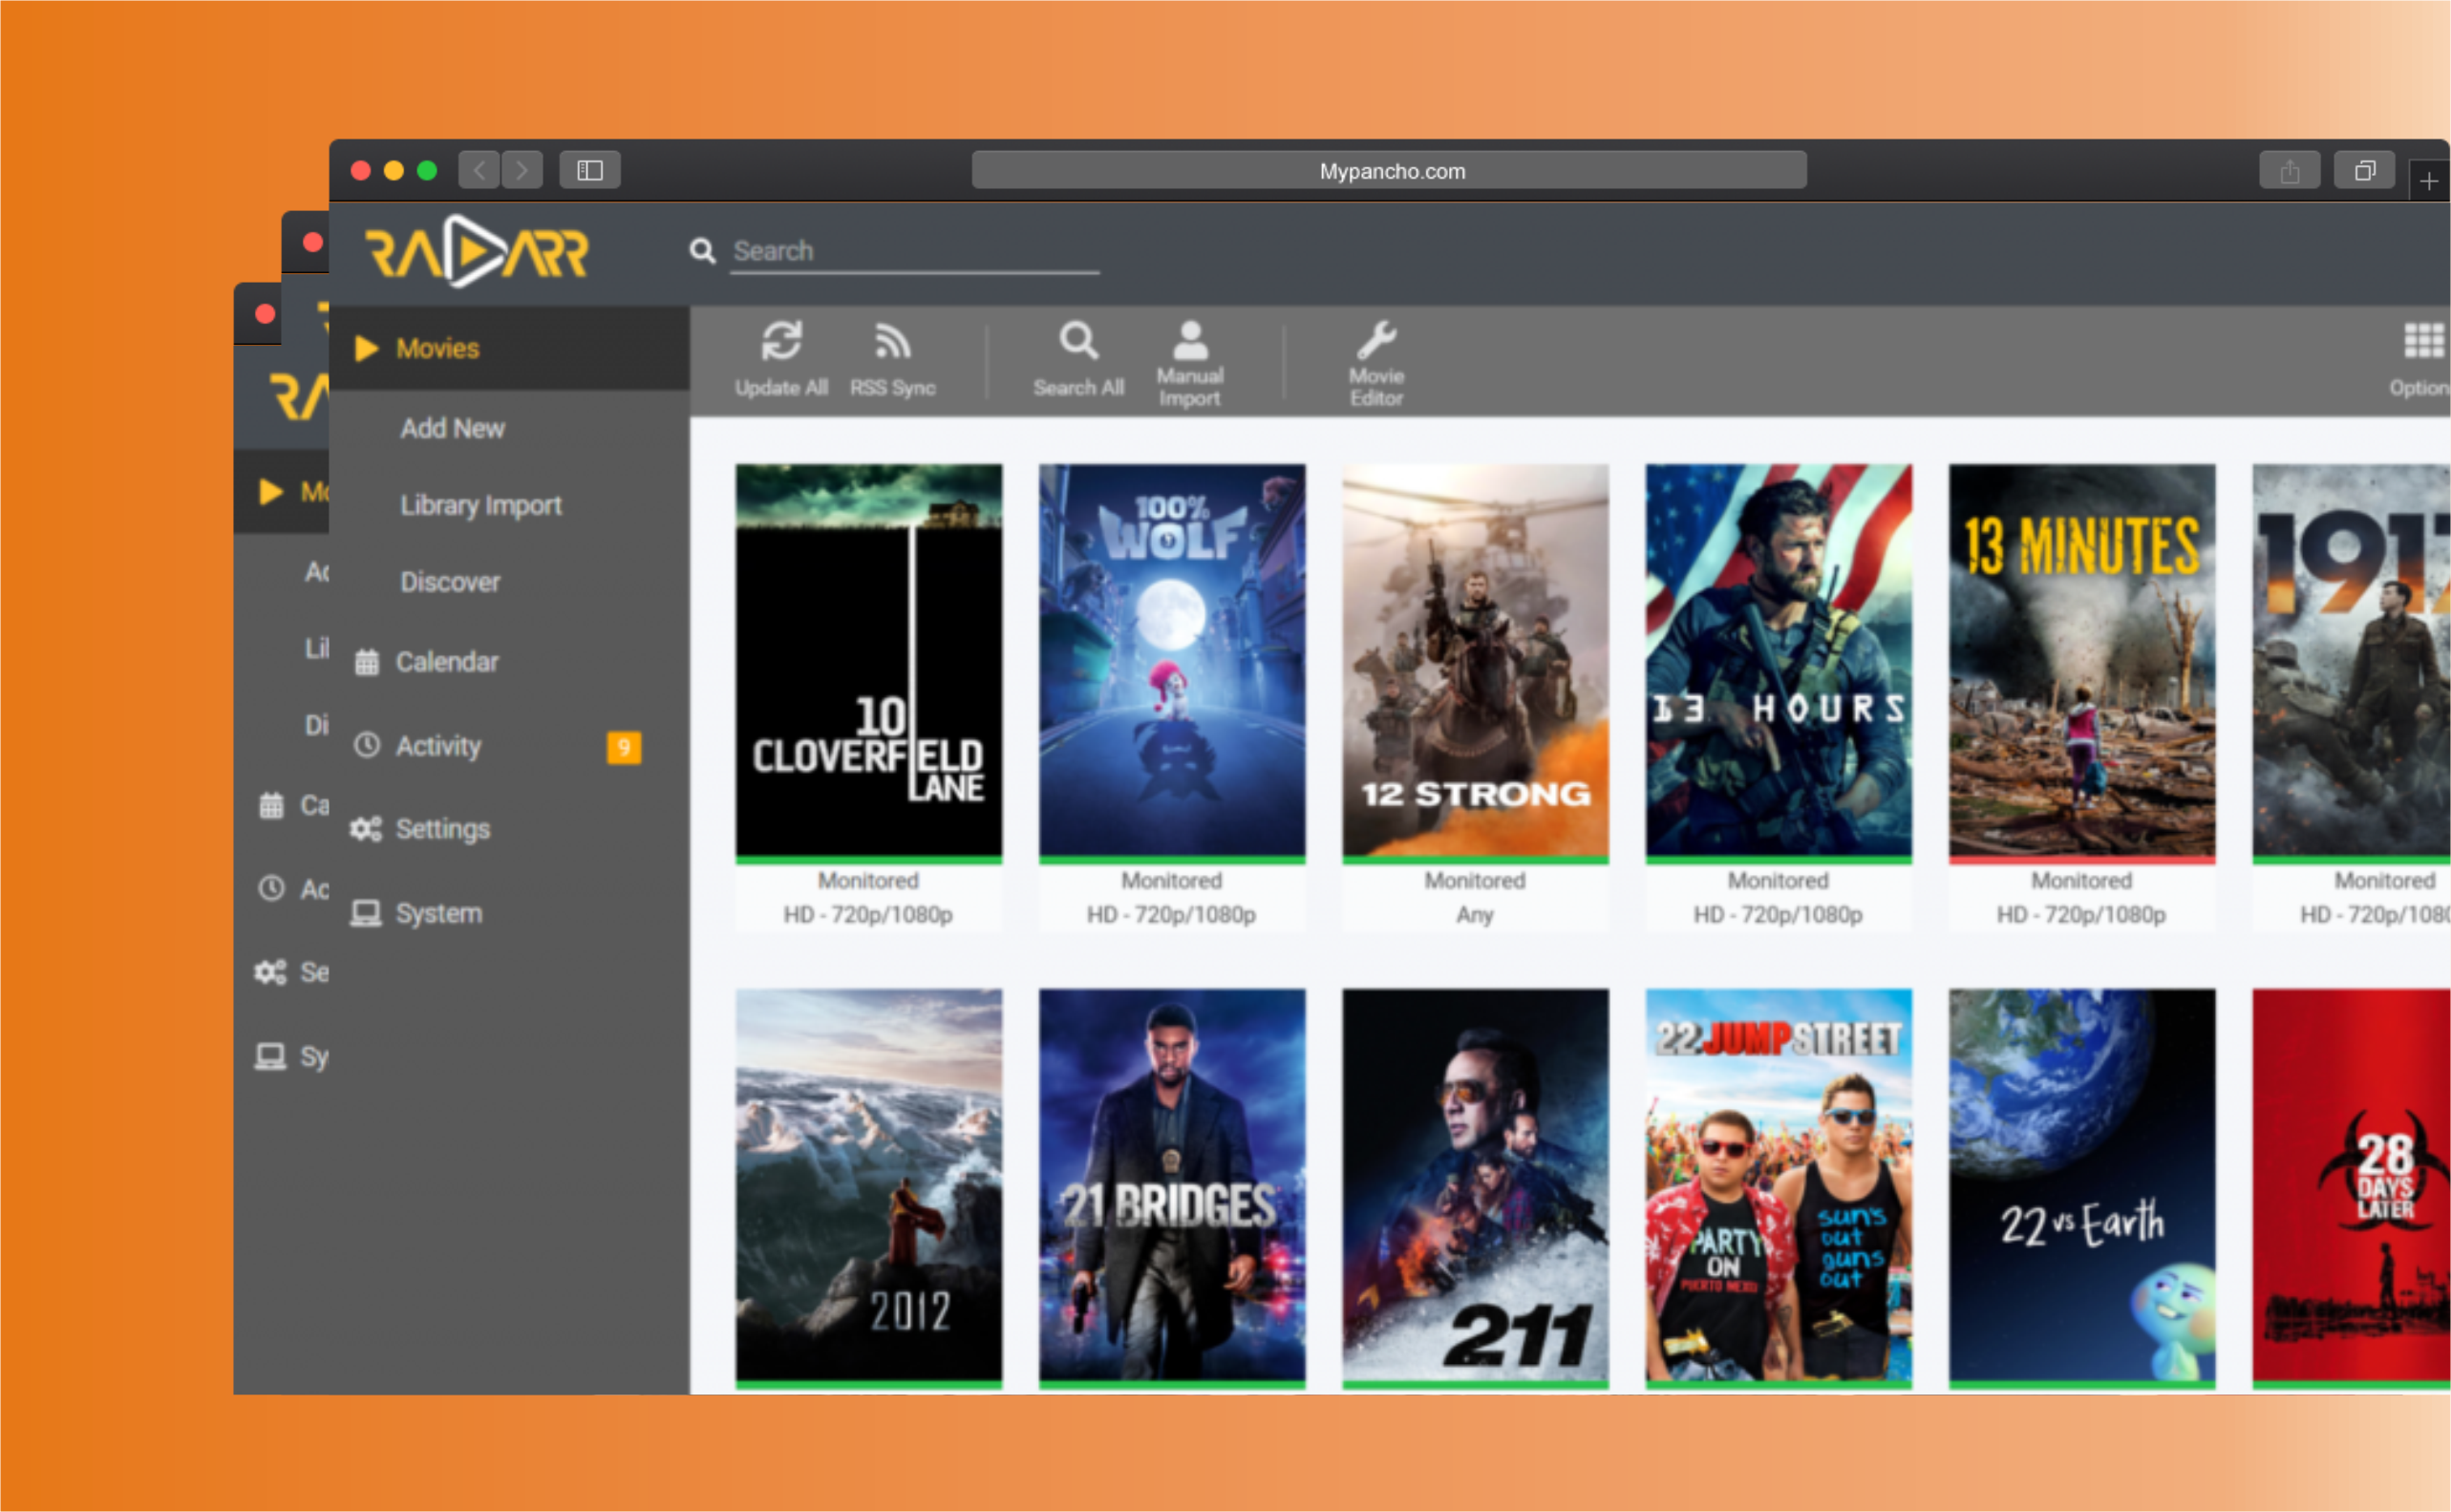 Mypancho.com
RADARR
Search
Movies
Add New
Library Import
Discover
Calendar
Activity
9
Settings
System
Update All
RSS Sync
Search All
Manual
Import
Movie
Editor
Option
10
CLOVERFIELD
LANE
Monitored
HD - 720p/1080p
100%
WOLF
Monitored
HD - 720p/1080p
12 STRONG
Monitored
Any
13 HOURS
Monitored
HD - 720p/1080p
13 MINUTES
Monitored
HD - 720p/1080p
1917
Monitored
HD - 720p/108
2012
21 BRIDGES
211
22 JUMP STREET
PARTY
ON
PUERTO MEXI
sun's
out
guns
out
22 vs Earth
28
DAYS
LATER
RA
Mo
Ac
Lil
Di
Ca
Ac
Se
Sy